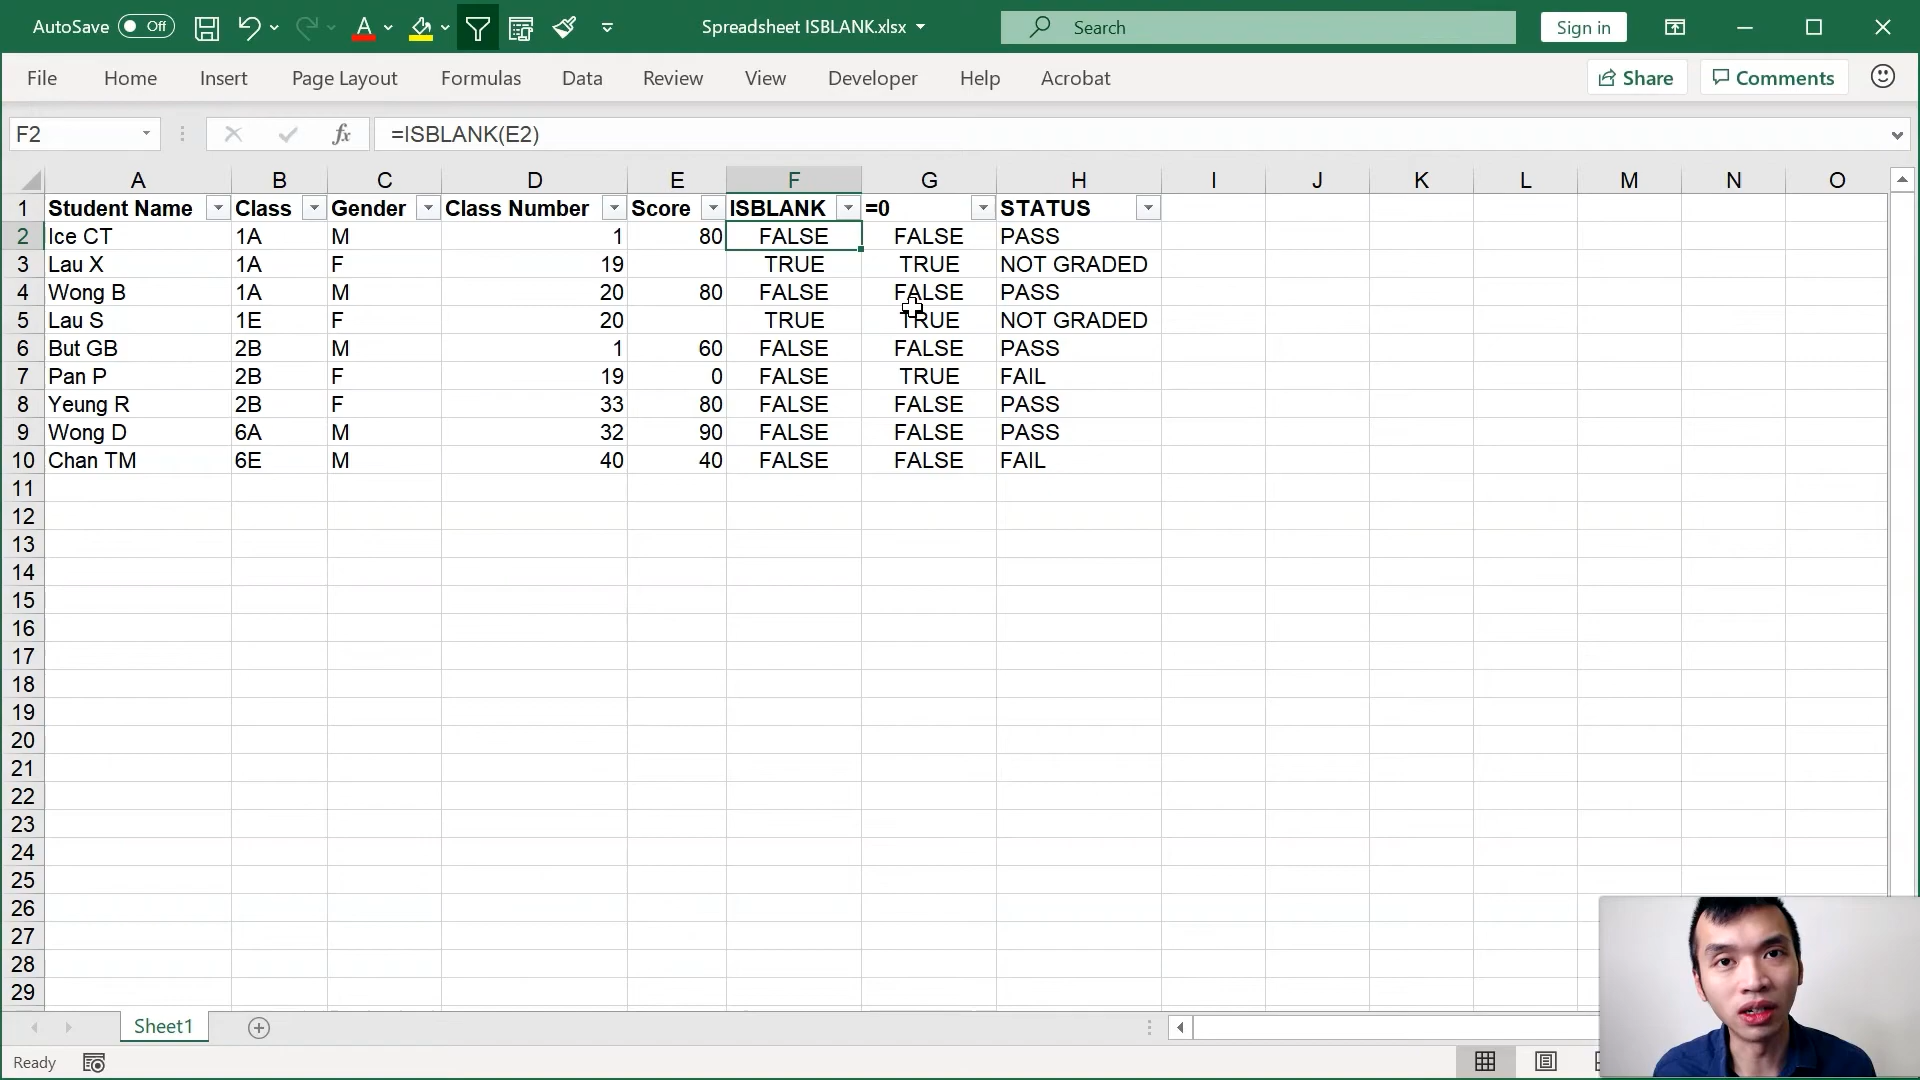 AutoSave Off Spreadsheet ISBLANK.xlsx Search Sign in
File Home Insert Page Layout Formulas Data Review View Developer Help Acrobat Share Comments
F2 fx =ISBLANK(E2)
A B C D E F G H I J K L M N O
1 Student Name Class Gender Class Number Score ISBLANK =0 STATUS
2 Ice CT 1A M 1 80 FALSE FALSE PASS
3 Lau X 1A F 19 TRUE TRUE NOT GRADED
4 Wong B 1A M 20 80 FALSE FALSE PASS
5 Lau S 1E F 20 TRUE TRUE NOT GRADED
6 But GB 2B M 1 60 FALSE FALSE PASS
7 Pan P 2B F 19 0 FALSE TRUE FAIL
8 Yeung R 2B F 33 80 FALSE FALSE PASS
9 Wong D 6A M 32 90 FALSE FALSE PASS
10 Chan TM 6E M 40 40 FALSE FALSE FAIL
11
12
13
14
15
16
17
18
19
20
21
22
23
24
25
26
27
28
29
Sheet1
Ready